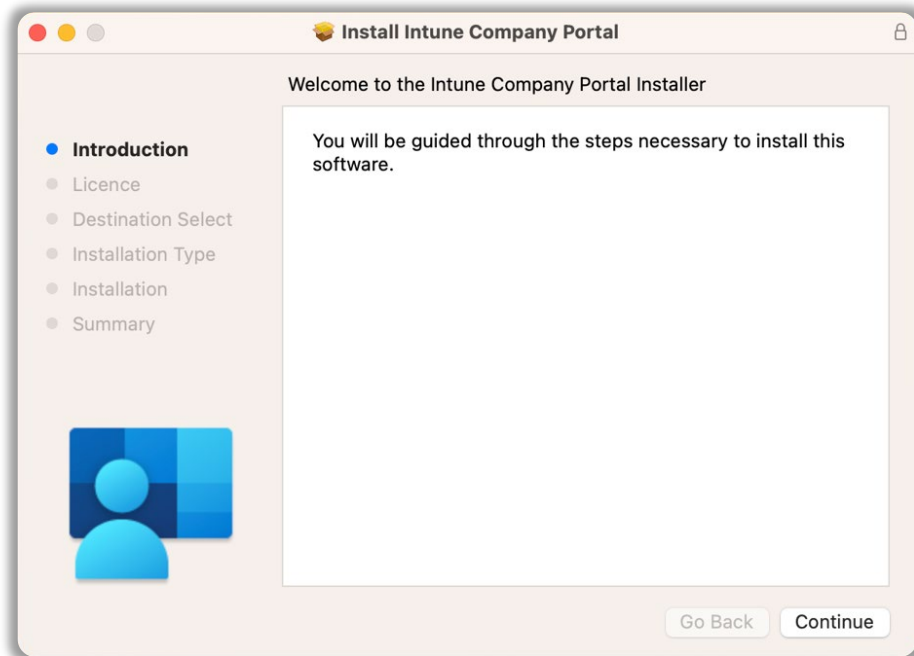 Install Intune Company Portal
Welcome to the Intune Company Portal Installer
Introduction
Licence
Destination Select
Installation Type
Installation
Summary
You will be guided through the steps necessary to install this
software.
Go Back
Continue